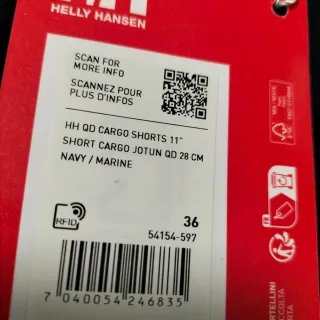 HELLY HANSEN
SCAN FOR
MORE INFO
SCANNEZ POUR
PLUS D'INFOS
HH QD CARGO SHORTS 11"
SHORT CARGO JOTUN QD 28 CM
NAVY / MARINE
RFID
36
54154-597
7 040054 246835